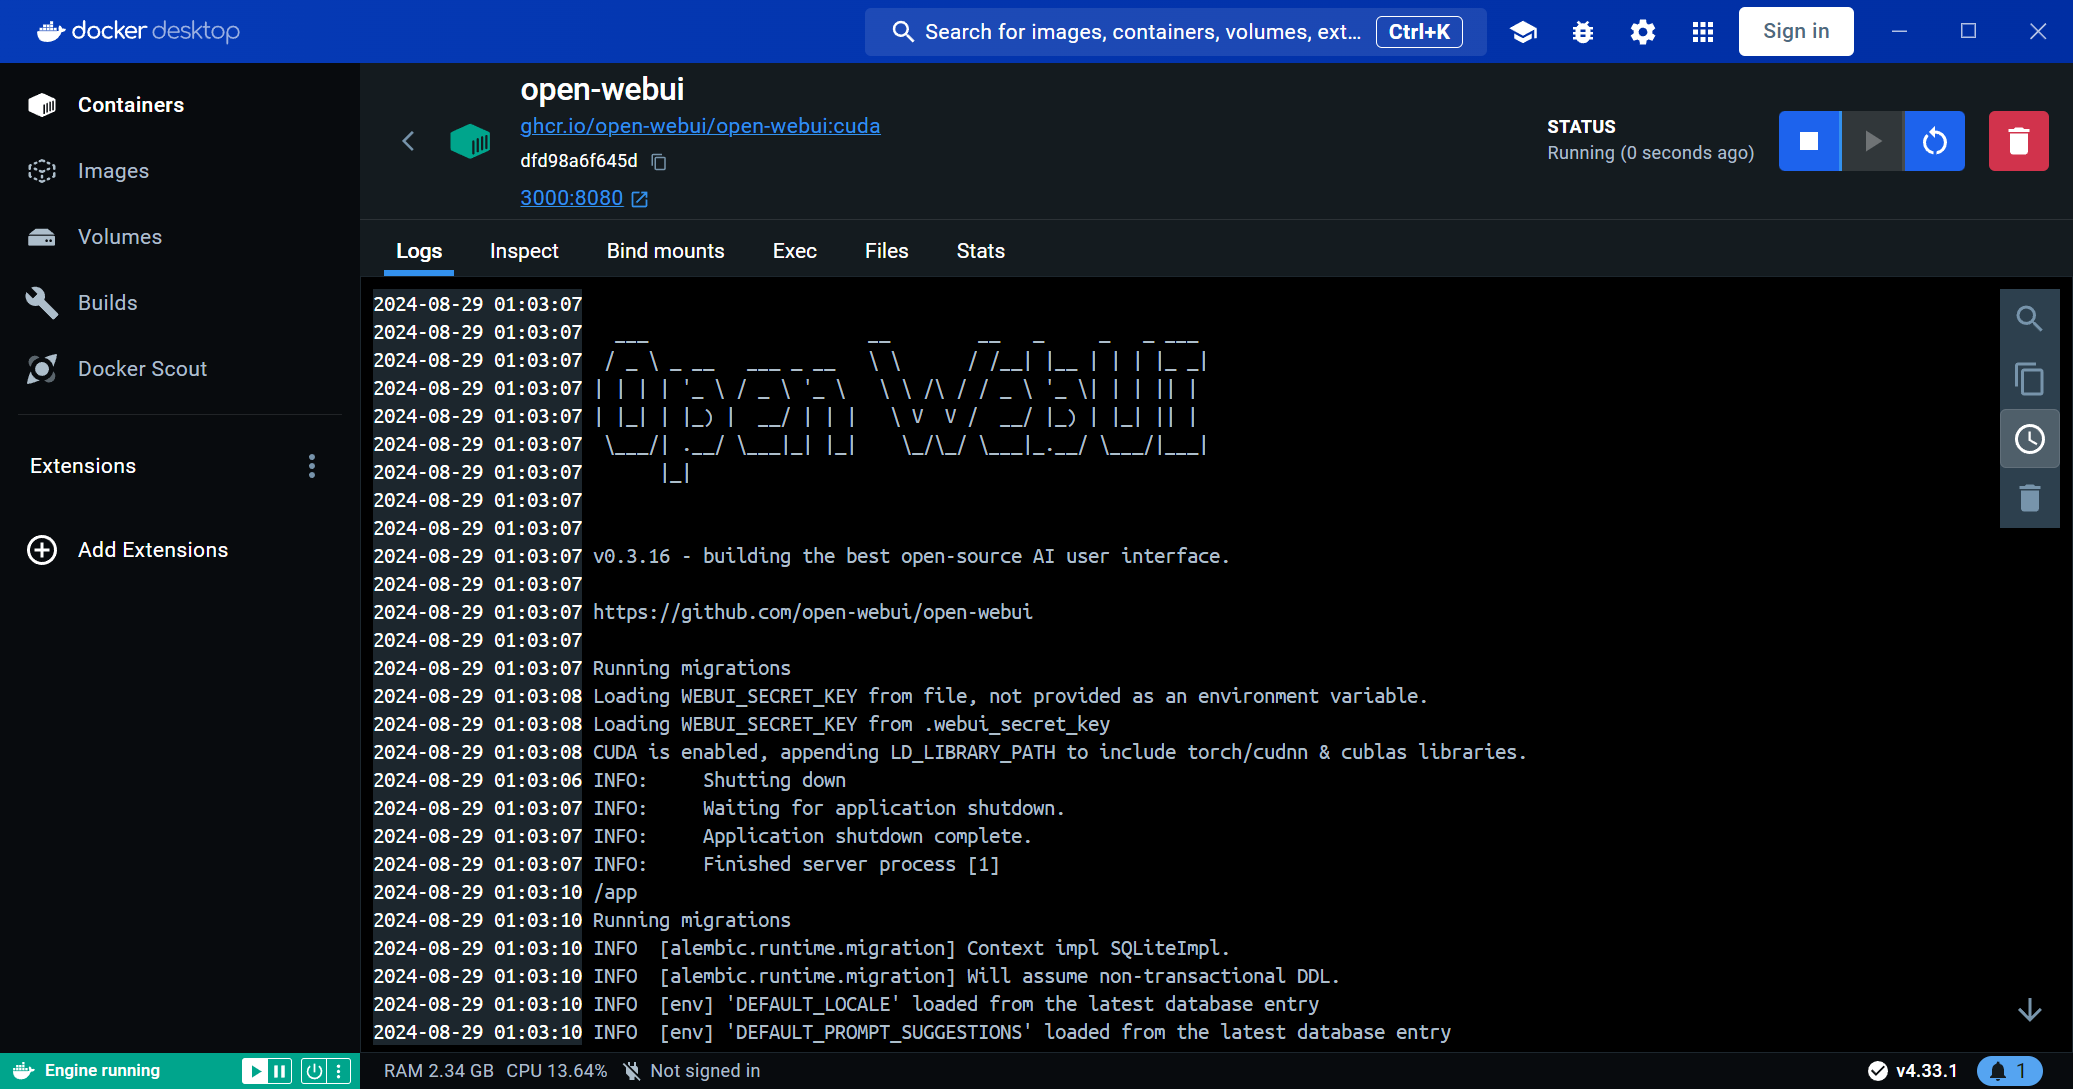 docker desktop
Search for images, containers, volumes, ext... Ctrl+K
Sign in
Containers
Images
Volumes
Builds
Docker Scout
Extensions
Add Extensions
open-webui
ghcr.io/open-webui/open-webui:cuda
dfd98a6f645d
3000:8080
STATUS
Running (0 seconds ago)
Logs Inspect Bind mounts Exec Files Stats
2024-08-29 01:03:07
2024-08-29 01:03:07
2024-08-29 01:03:07
2024-08-29 01:03:07
2024-08-29 01:03:07
2024-08-29 01:03:07
2024-08-29 01:03:07
Open WebUI
2024-08-29 01:03:07
2024-08-29 01:03:07
2024-08-29 01:03:07 v0.3.16 - building the best open-source AI user interface.
2024-08-29 01:03:07
2024-08-29 01:03:07 https://github.com/open-webui/open-webui
2024-08-29 01:03:07
2024-08-29 01:03:07 Running migrations
2024-08-29 01:03:08 Loading WEBUI_SECRET_KEY from file, not provided as an environment variable.
2024-08-29 01:03:08 Loading WEBUI_SECRET_KEY from .webui_secret_key
2024-08-29 01:03:08 CUDA is enabled, appending LD_LIBRARY_PATH to include torch/cudnn & cublas libraries.
2024-08-29 01:03:06 INFO: Shutting down
2024-08-29 01:03:07 INFO: Waiting for application shutdown.
2024-08-29 01:03:07 INFO: Application shutdown complete.
2024-08-29 01:03:07 INFO: Finished server process [1]
2024-08-29 01:03:10 /app
2024-08-29 01:03:10 Running migrations
2024-08-29 01:03:10 INFO [alembic.runtime.migration] Context impl SQLiteImpl.
2024-08-29 01:03:10 INFO [alembic.runtime.migration] Will assume non-transactional DDL.
2024-08-29 01:03:10 INFO [env] 'DEFAULT_LOCALE' loaded from the latest database entry
2024-08-29 01:03:10 INFO [env] 'DEFAULT_PROMPT_SUGGESTIONS' loaded from the latest database entry
Engine running
RAM 2.34 GB CPU 13.64% Not signed in
v4.33.1
1